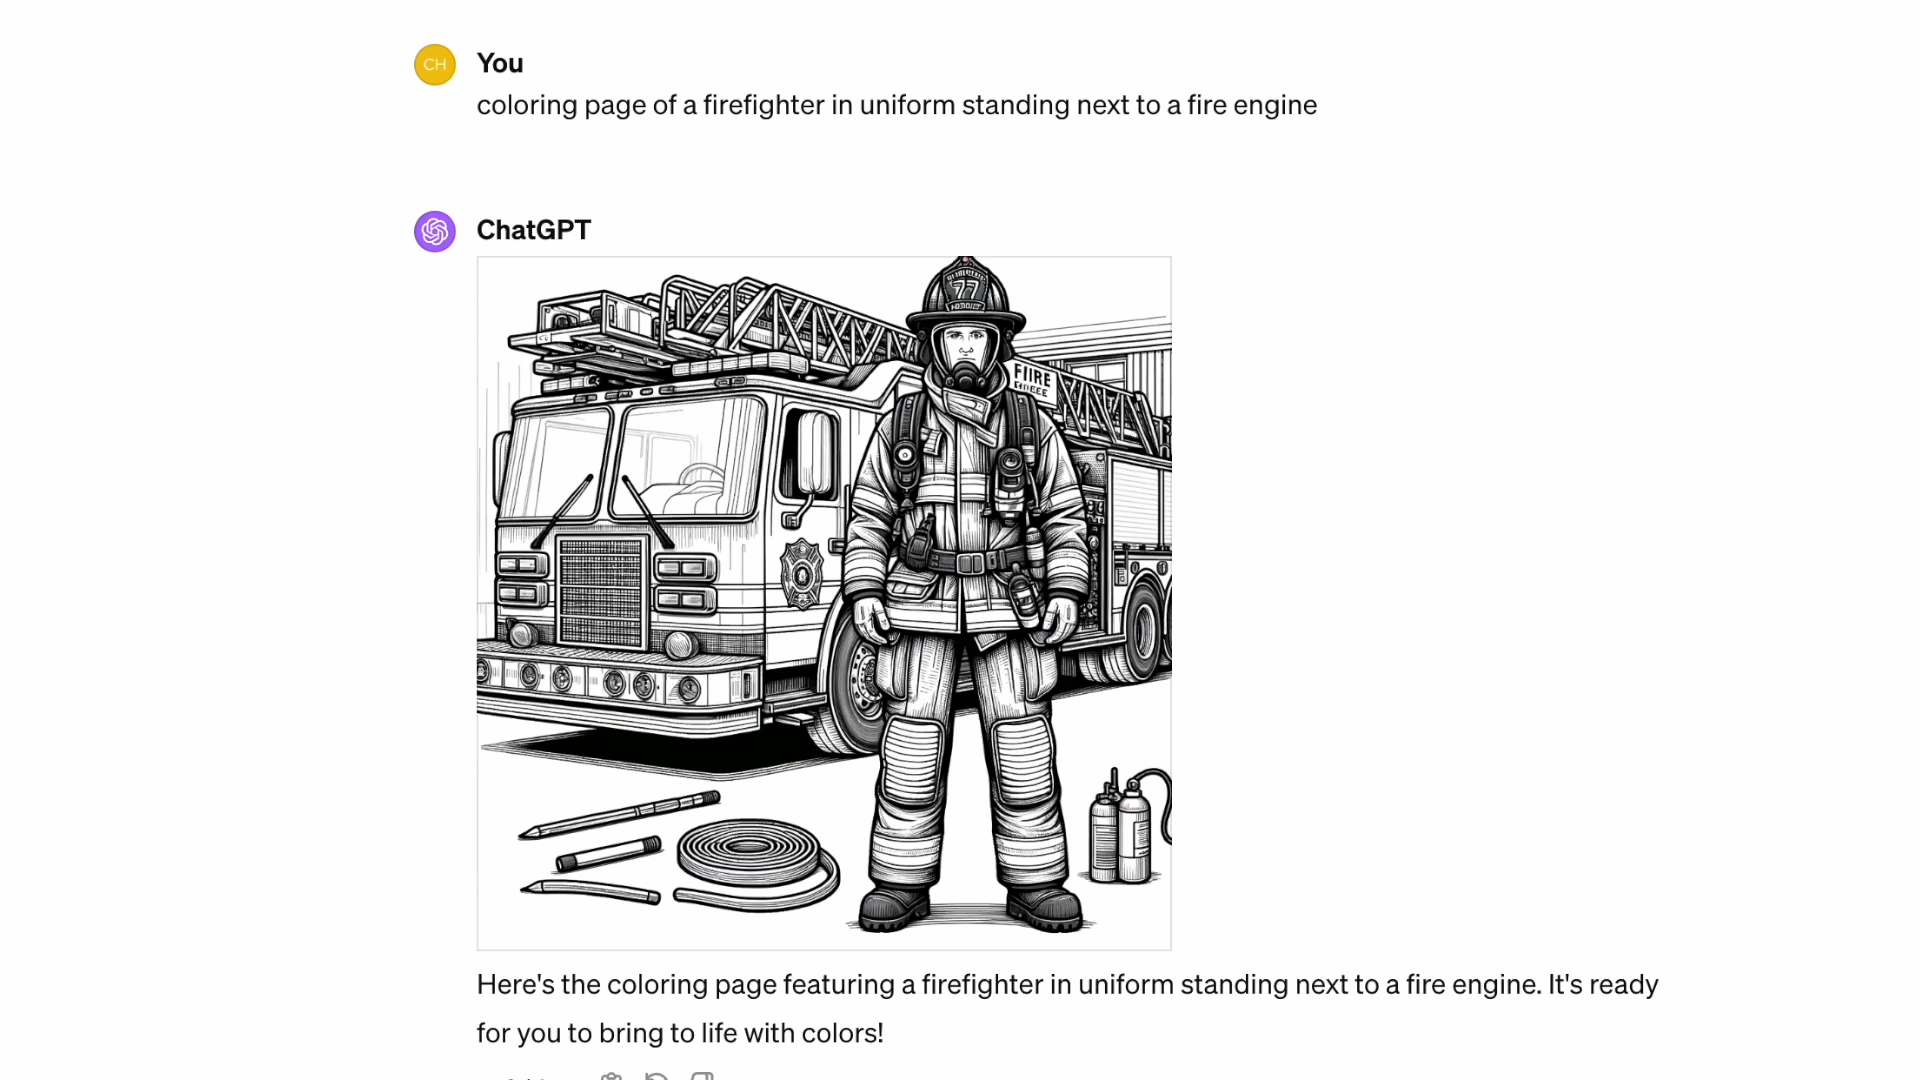 CH
You
coloring page of a firefighter in uniform standing next to a fire engine
ChatGPT
77
FIIRE
Here's the coloring page featuring a firefighter in uniform standing next to a fire engine. It's ready
for you to bring to life with colors!